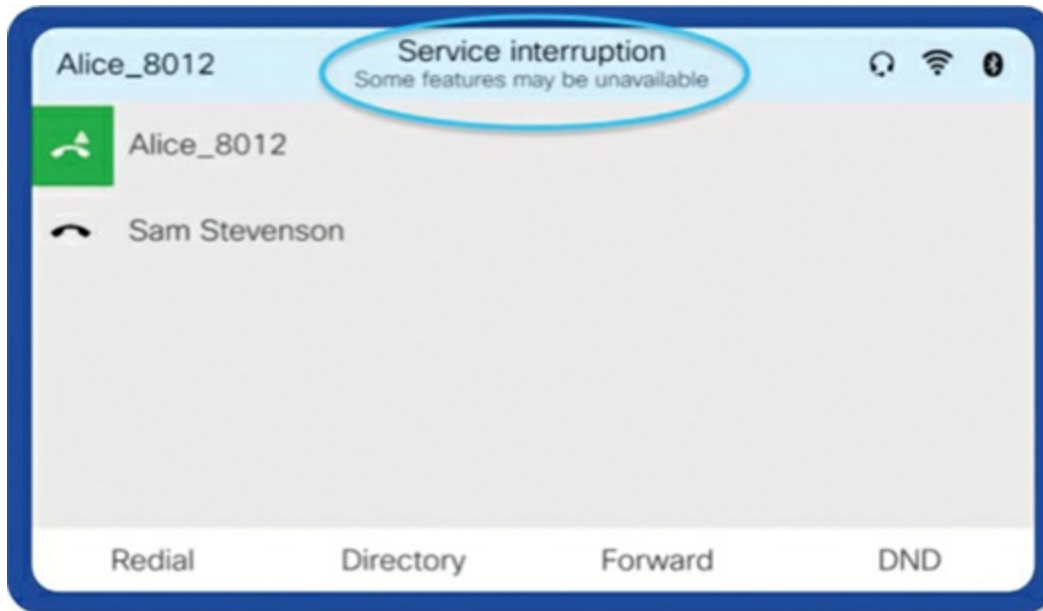 Alice_8012
Service interruption
Some features may be unavailable
Alice_8012
Sam Stevenson
Redial Directory Forward DND